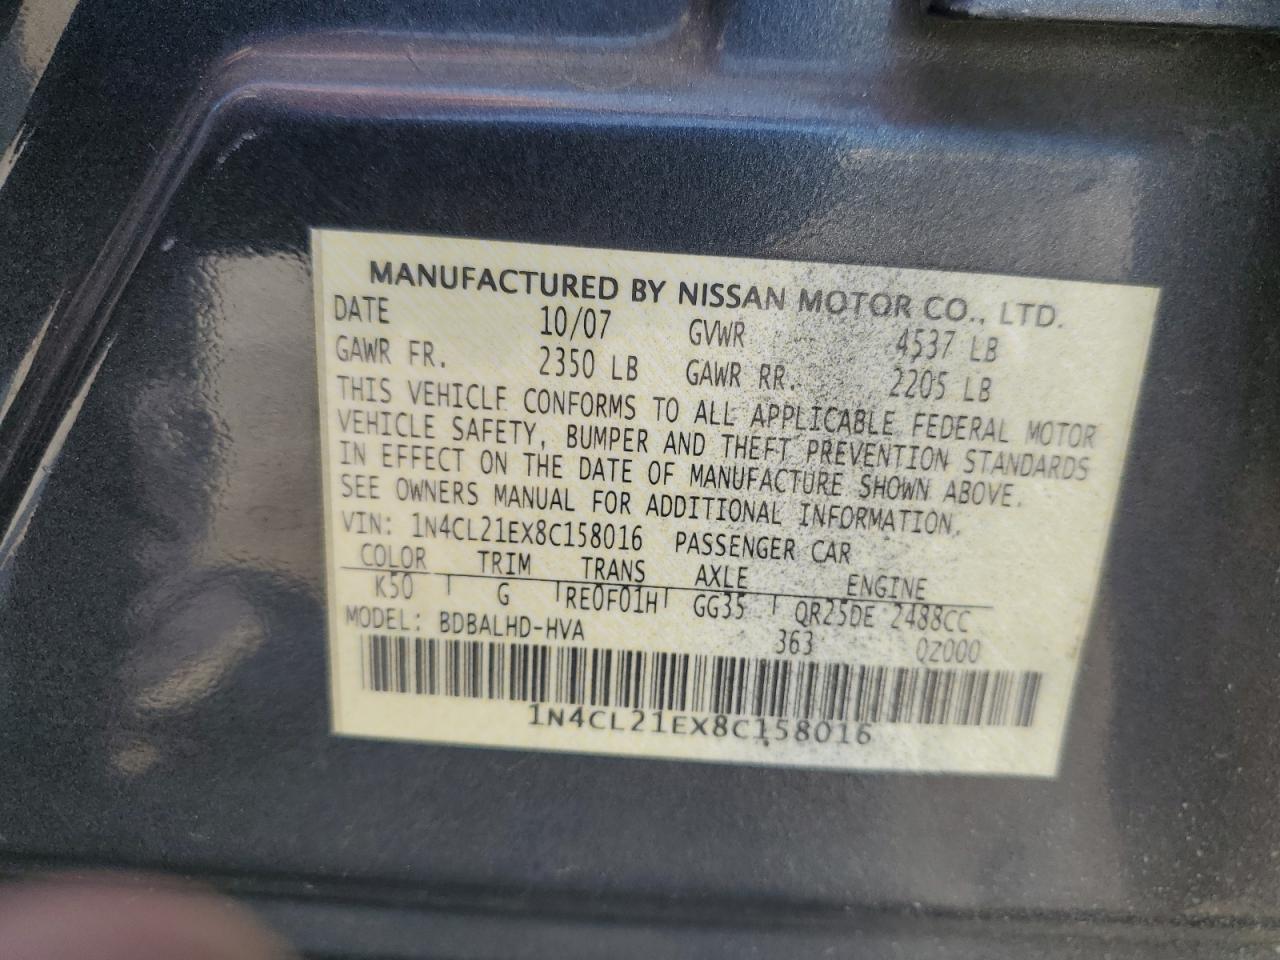 MANUFACTURED BY NISSAN MOTOR CO., LTD.
DATE 10/07 GVWR 4537 LB
GAWR FR. 2350 LB GAWR RR. 2205 LB
THIS VEHICLE CONFORMS TO ALL APPLICABLE FEDERAL MOTOR
VEHICLE SAFETY, BUMPER AND THEFT PREVENTION STANDARDS
IN EFFECT ON THE DATE OF MANUFACTURE SHOWN ABOVE.
SEE OWNERS MANUAL FOR ADDITIONAL INFORMATION.
VIN: 1N4CL21EX8C158016 PASSENGER CAR
COLOR TRIM TRANS AXLE ENGINE
K50 G RE0F01H GG35 QR25DE 2488CC
MODEL: BDBALHD-HVA 363 QZ000
1N4CL21EX8C158016